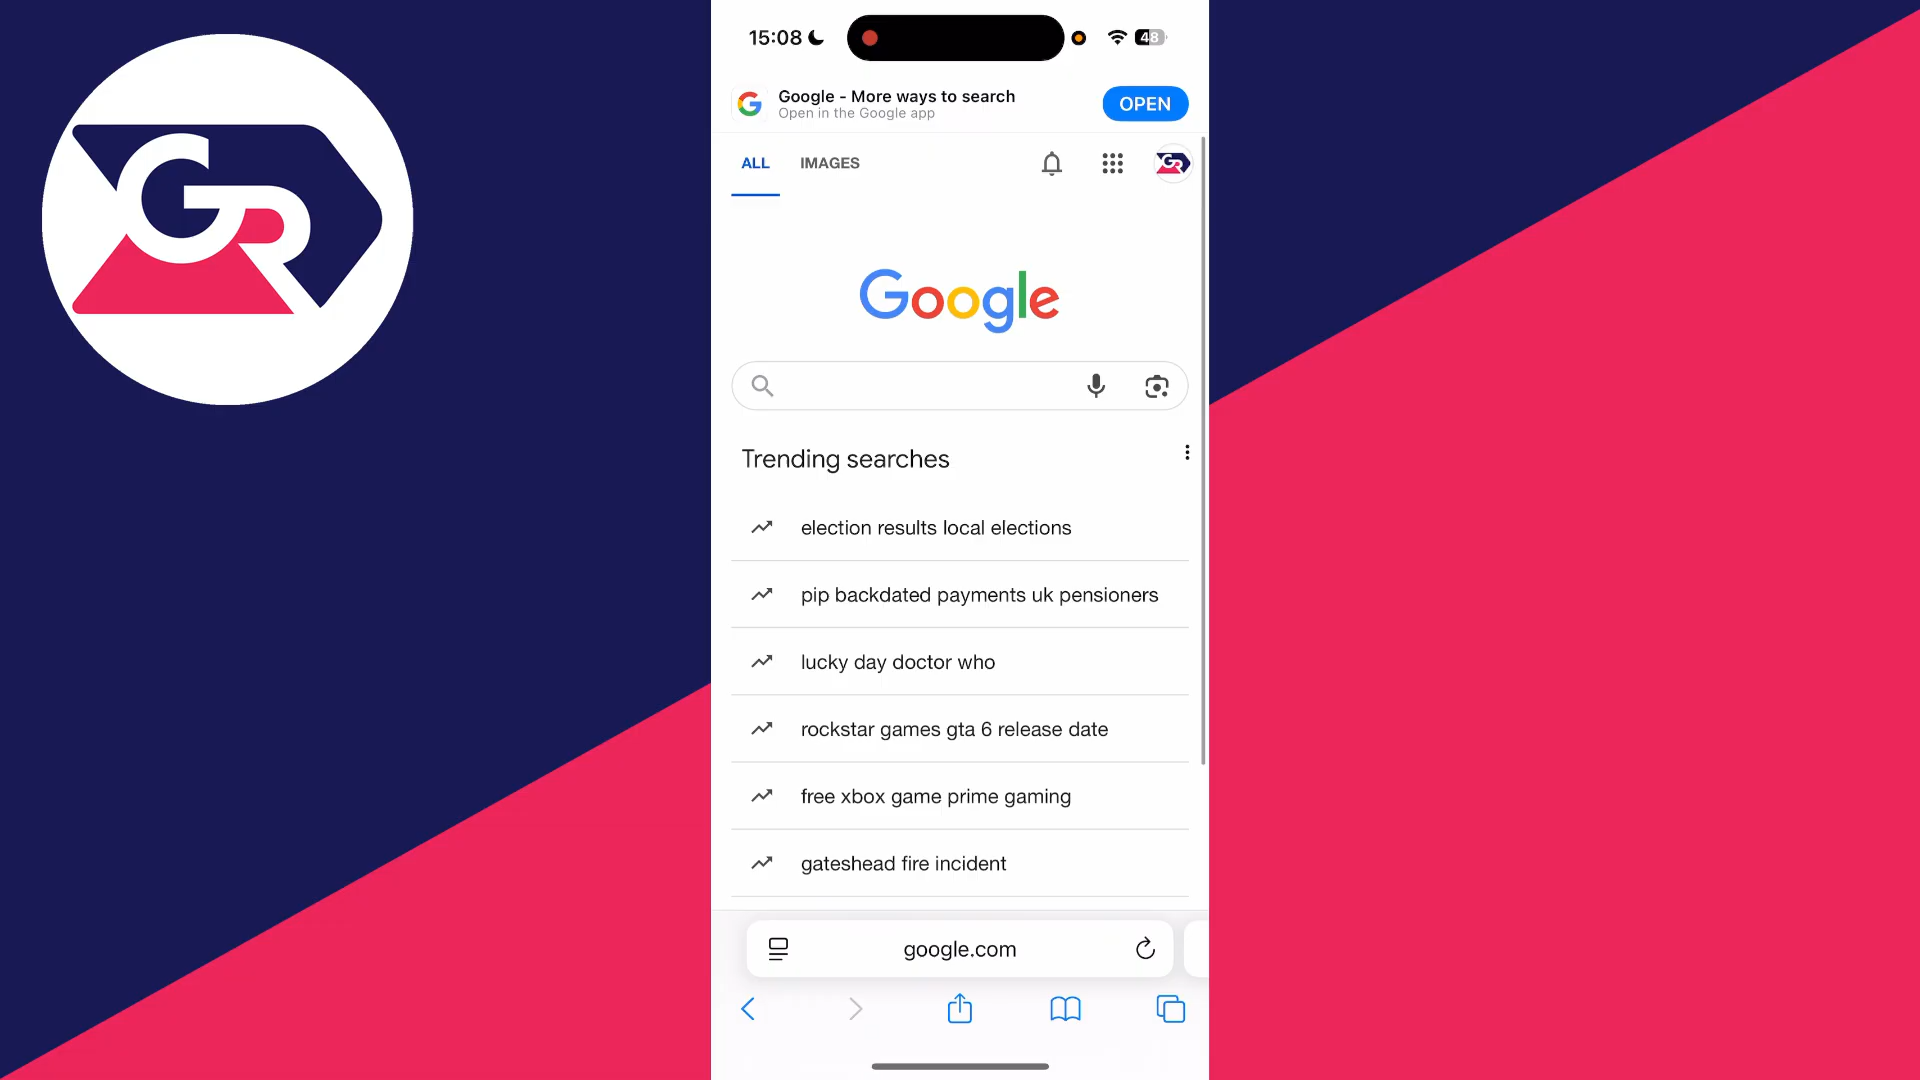 GR
15:08
48
Google - More ways to search
Open in the Google app
OPEN
ALL IMAGES
GR
Google
Trending searches
election results local elections
pip backdated payments uk pensioners
lucky day doctor who
rockstar games gta 6 release date
free xbox game prime gaming
gateshead fire incident
google.com